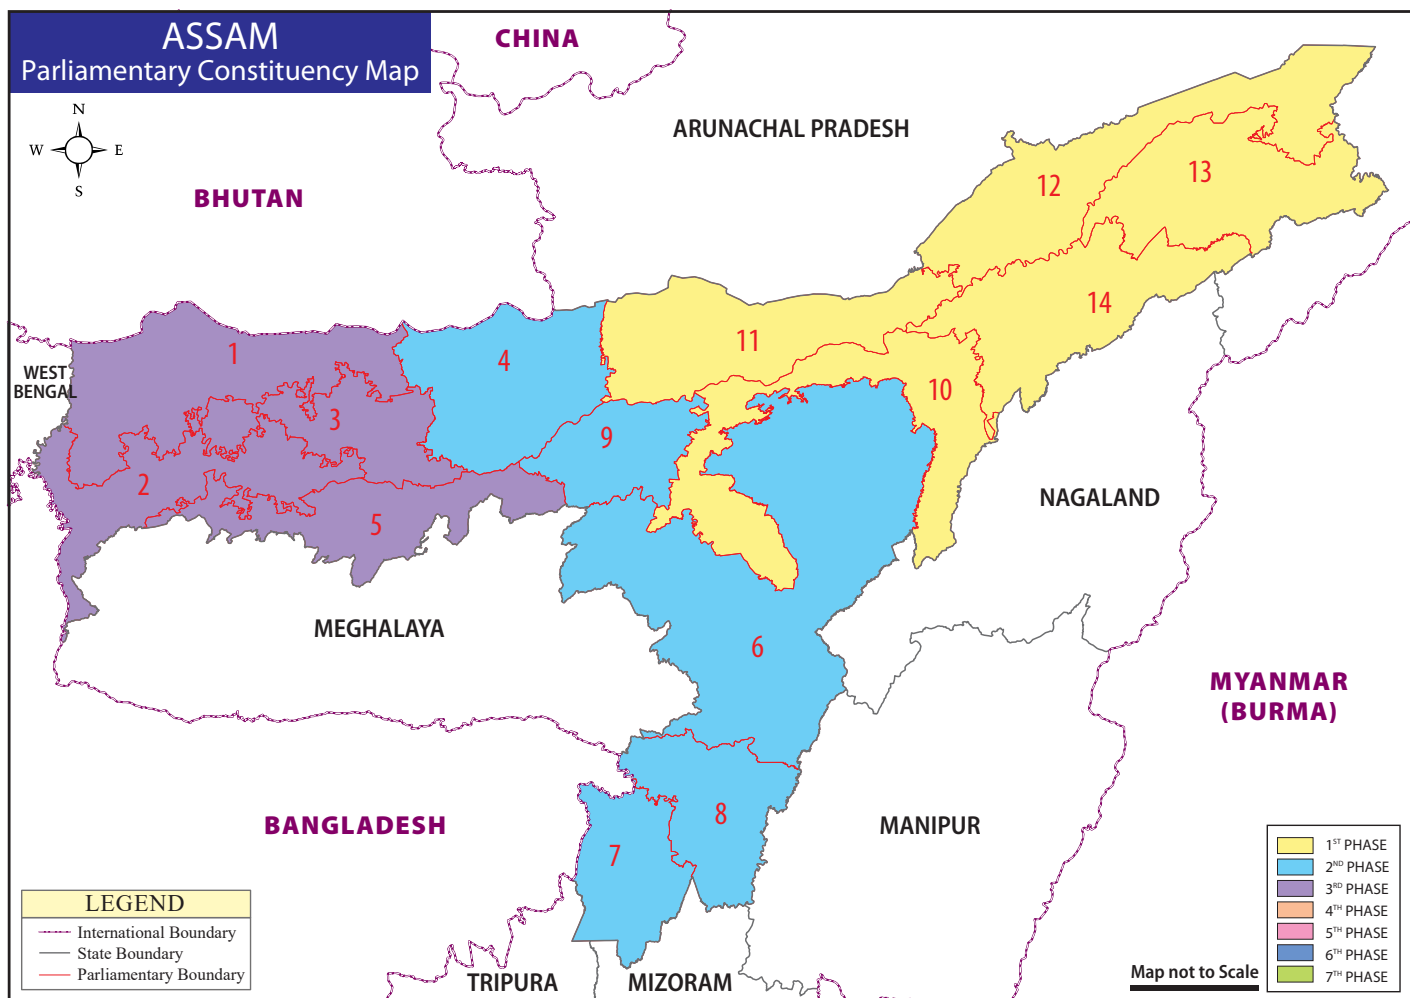 ASSAM
Parliamentary Constituency Map
CHINA
N
W E
S
ARUNACHAL PRADESH
BHUTAN
12
13
14
11
1
4
WEST
BENGAL
10
3
9
2
5
NAGALAND
MEGHALAYA
6
MYANMAR
(BURMA)
8
BANGLADESH
MANIPUR
7
1ST PHASE
2ND PHASE
3RD PHASE
4TH PHASE
5TH PHASE
6TH PHASE
7TH PHASE
LEGEND
International Boundary
State Boundary
Parliamentary Boundary
TRIPURA
MIZORAM
Map not to Scale